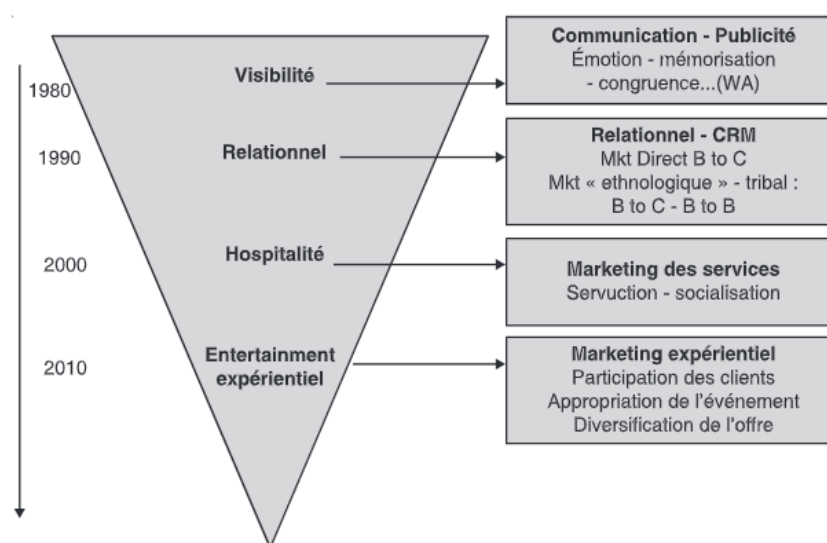 Communication - Publicité
Émotion - mémorisation
- congruence...(WA)
Visibilité
1980
Relationnel - CRM
Mkt Direct B to C
Mkt « ethnologique » - tribal :
B to C - B to B
Relationnel
1990
Hospitalité
2000
Marketing des services
Servuction - socialisation
Entertainment
expérientiel
2010
Marketing expérientiel
Participation des clients
Appropriation de l'événement
Diversification de l'offre